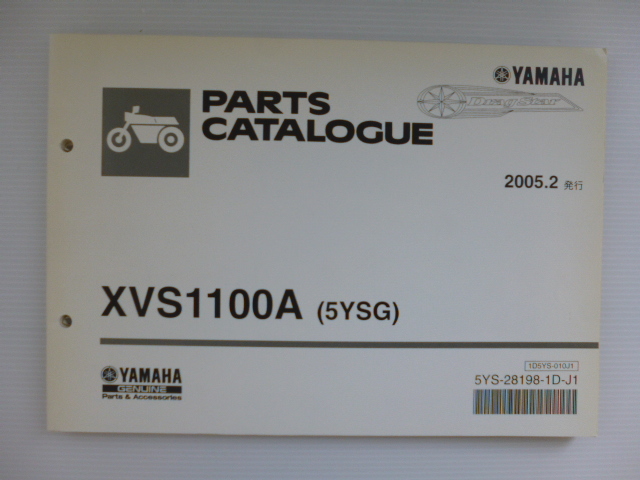 YAMAHA
DragStar
PARTS
CATALOGUE
2005.2 発行
XVS1100A (5YSG)
YAMAHA
GENUINE
Parts & Accessories
1D5YS-010J1
5YS-28198-1D-J1